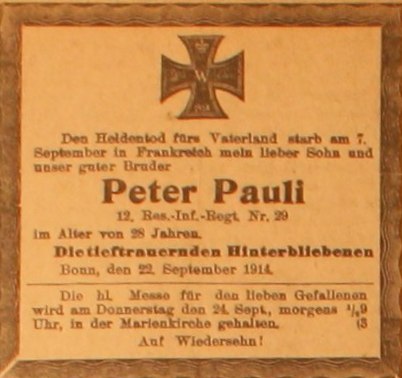 W
1914
Den Heldentod fürs Vaterland starb am 7.
September in Frankreich mein lieber Sohn und
unser guter Bruder
Peter Pauli
12. Res.-Inf.-Regt. Nr. 29
im Alter von 28 Jahren.
Die tieftrauernden Hinterbliebenen
Bonn, den 22. September 1914.
Die hl. Messe für den lieben Gefallenen
wird am Donnerstag den 24. Sept., morgens ½9
Uhr, in der Marienkirche gehalten. (3
Auf Wiedersehn!